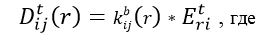 D_{ij}^{t}(r) = k_{ij}^{b}(r) * E_{ri}^{t} , где